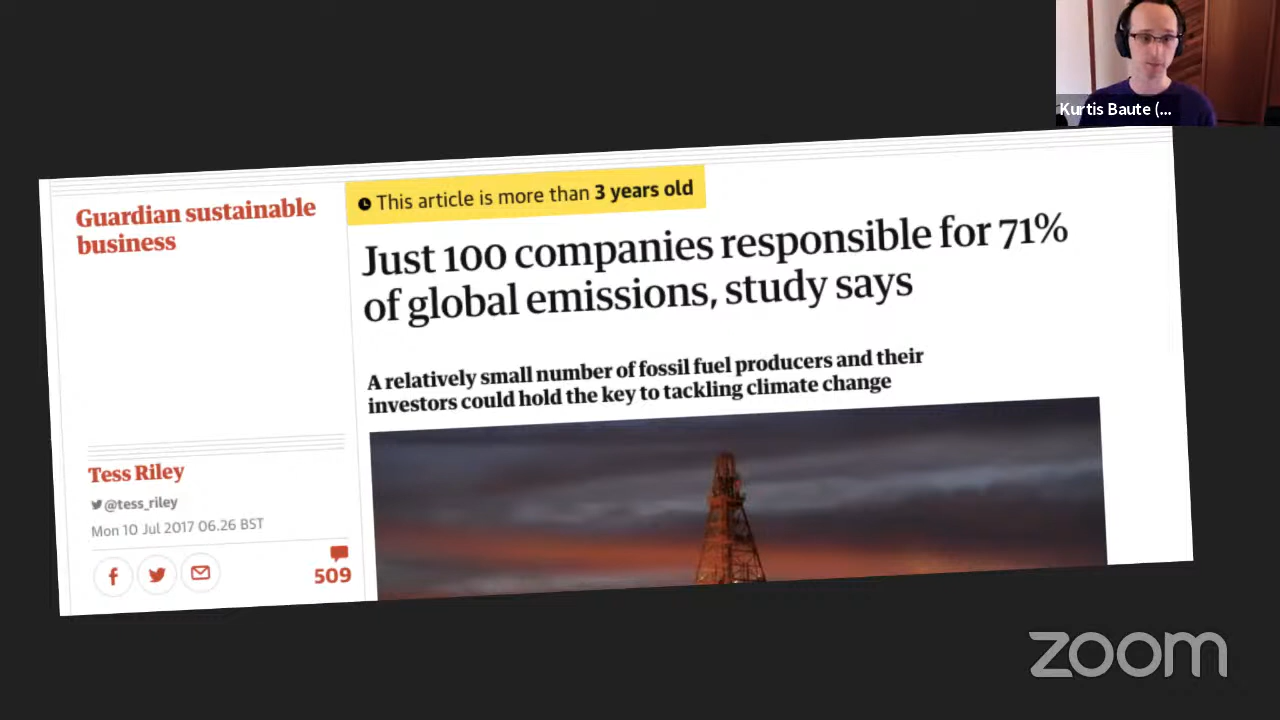 Kurtis Baute (...
Guardian sustainable
business
This article is more than 3 years old
Just 100 companies responsible for 71%
of global emissions, study says
A relatively small number of fossil fuel producers and their
investors could hold the key to tackling climate change
Tess Riley
@tess_riley
Mon 10 Jul 2017 06.26 BST
509
zoom